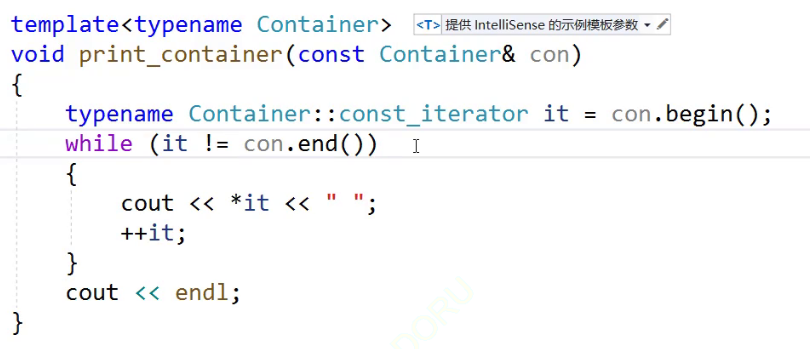 template<typename Container> <T> 提供 IntelliSense 的示例模板参数
void print_container(const Container& con)
{
    typename Container::const_iterator it = con.begin();
    while (it != con.end())
    {
        cout << *it << " ";
        ++it;
    }
    cout << endl;
}